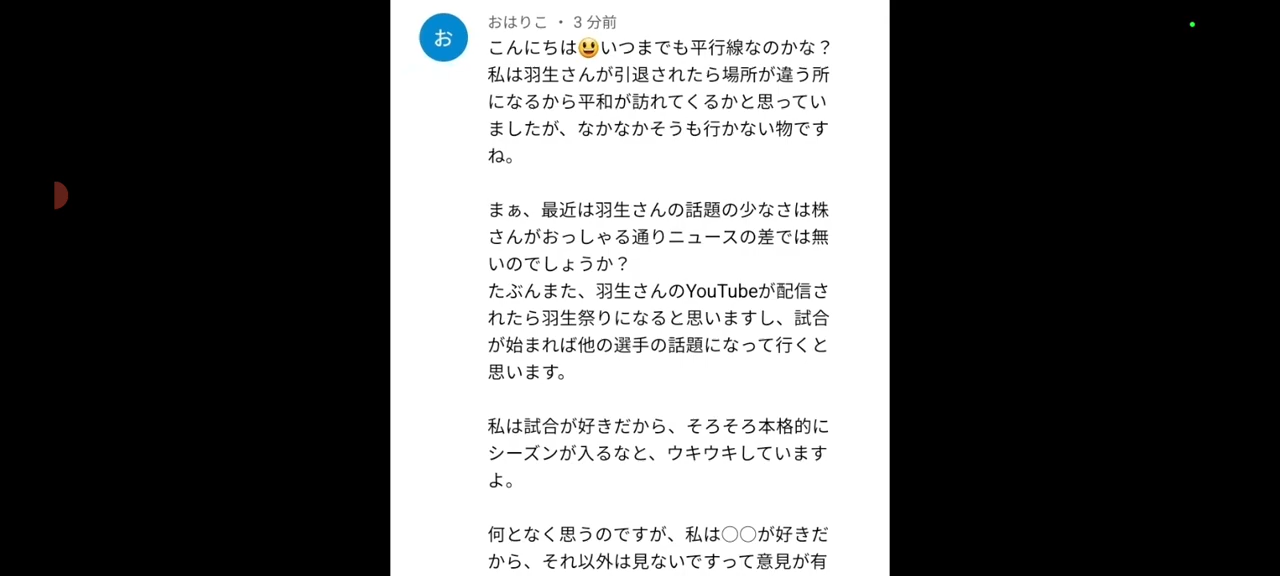 お
おはりこ ・ 3 分前
こんにちは😃いつまでも平行線なのかな？
私は羽生さんが引退されたら場所が違う所
になるから平和が訪れてくるかと思ってい
ましたが、なかなかそうも行かない物です
ね。
まぁ、最近は羽生さんの話題の少なさは株
さんがおっしゃる通りニュースの差では無
いのでしょうか？
たぶんまた、羽生さんのYouTubeが配信さ
れたら羽生祭りになると思いますし、試合
が始まれば他の選手の話題になって行くと
思います。
私は試合が好きだから、そろそろ本格的に
シーズンが入るなと、ウキウキしています
よ。
何となく思うのですが、私は〇〇が好きだ
から、それ以外は見ないですって意見が有